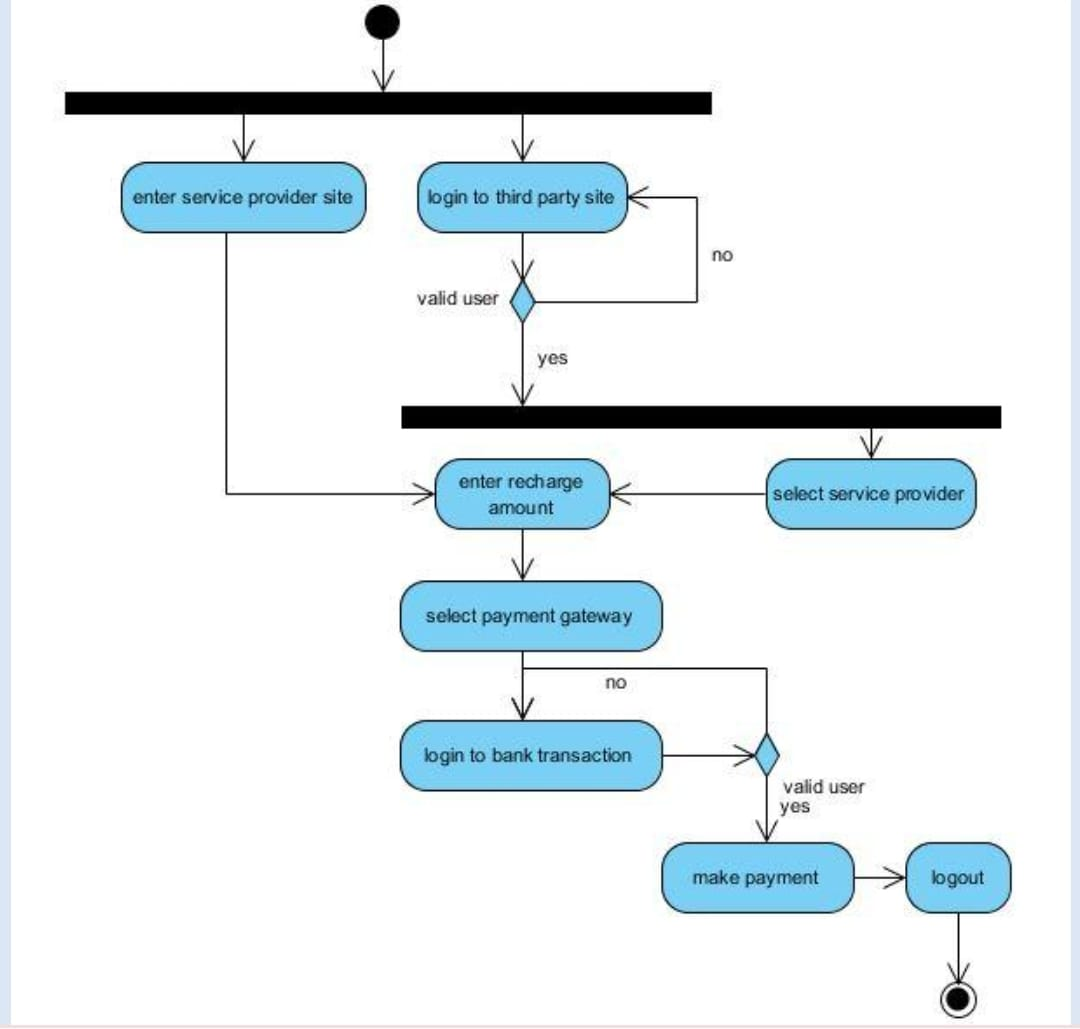 enter service provider site
login to third party site
no
valid user
yes
enter recharge
amount
select service provider
select payment gateway
no
login to bank transaction
valid user
yes
make payment
logout